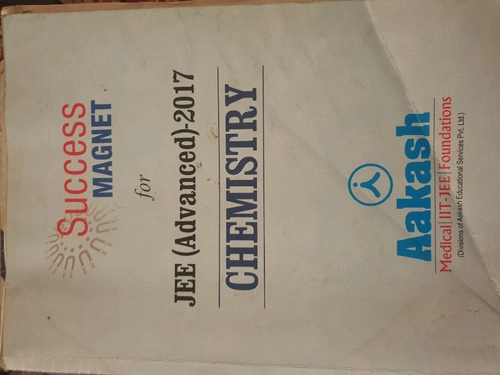 Success
MAGNET
for
JEE (Advanced)-2017
CHEMISTRY
Aakash
Medical|IIT-JEE|Foundations
(Divisions of Aakash Educational Services Pvt. Ltd.)